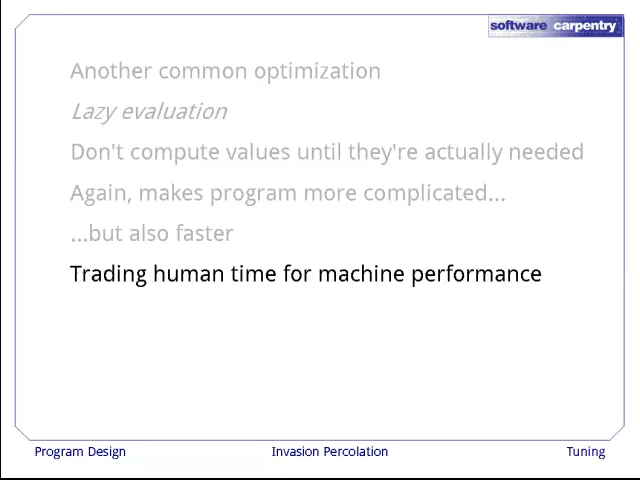 software carpentry
Another common optimization
Lazy evaluation
Don't compute values until they're actually needed
Again, makes program more complicated...
...but also faster
Trading human time for machine performance
Program Design
Invasion Percolation
Tuning